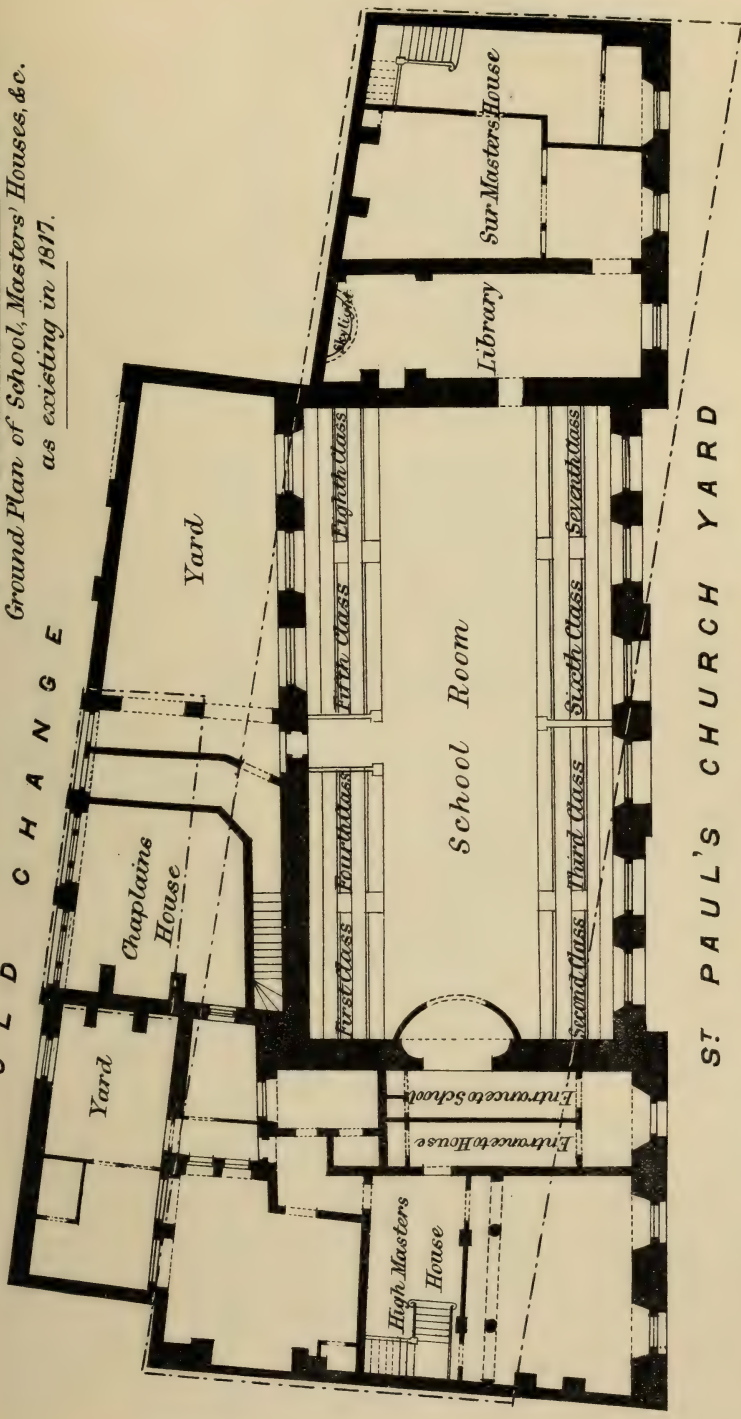 Ground Plan of School, Masters' Houses, &c.
as existing in 1817.
OLD CHANGE
Yard
Chaplains
House
Yard
Skylight
Library
Sur Masters House
First Class
Fourth Class
Fifth Class
Eighth Class
School Room
Second Class
Third Class
Sixth Class
Seventh Class
Entrance to School
Entrance to House
High Masters
House
ST PAUL'S CHURCH YARD